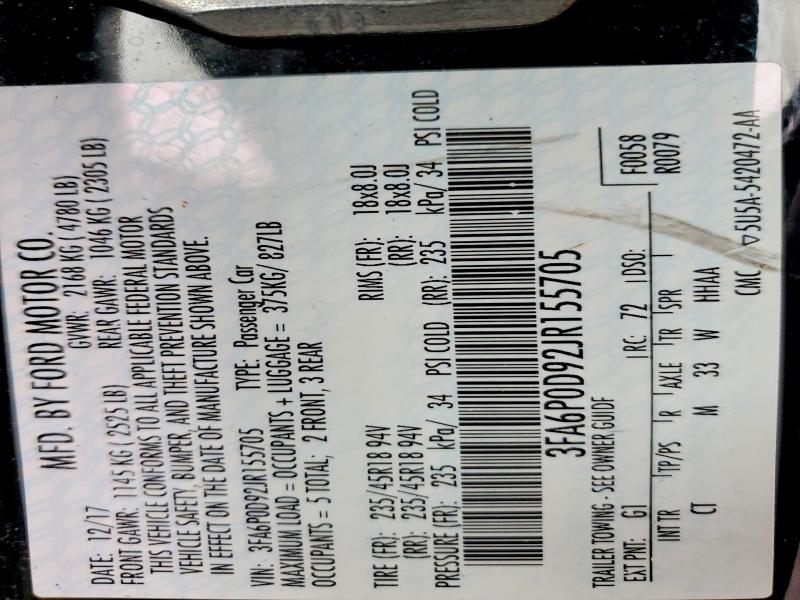 MFD. BY FORD MOTOR CO.
DATE: 12/17 GVWR: 2168 KG ( 4780 LB)
FRONT GAWR: 1145 KG ( 2525 LB) REAR GAWR: 1046 KG ( 2305 LB)
THIS VEHICLE CONFORMS TO ALL APPLICABLE FEDERAL MOTOR
VEHICLE SAFETY, BUMPER, AND THEFT PREVENTION STANDARDS
IN EFFECT ON THE DATE OF MANUFACTURE SHOWN ABOVE.
VIN: 3FA6P0D92JR155705 TYPE: Passenger Car
MAXIMUM LOAD = OCCUPANTS + LUGGAGE = 375KG/ 827LB
OCCUPANTS = 5 TOTAL; 2 FRONT, 3 REAR
TIRE (FR): 235/45R18 94V RIMS (FR): 18x8.0J
(RR): 235/45R18 94V (RR): 18x8.0J
PRESSURE (FR): 235 kPa/ 34 PSI COLD (RR): 235 kPa/ 34 PSI COLD
3FA6P0D92JR155705
TRAILER TOWING - SEE OWNER GUIDE F0058
EXT PNT: G1 RC: 72 DSO: R0079
INT TR TP/PS R AXLE TR SPR
CT M 33 W HHAA
CMC ▽5U5A-5420472-AA